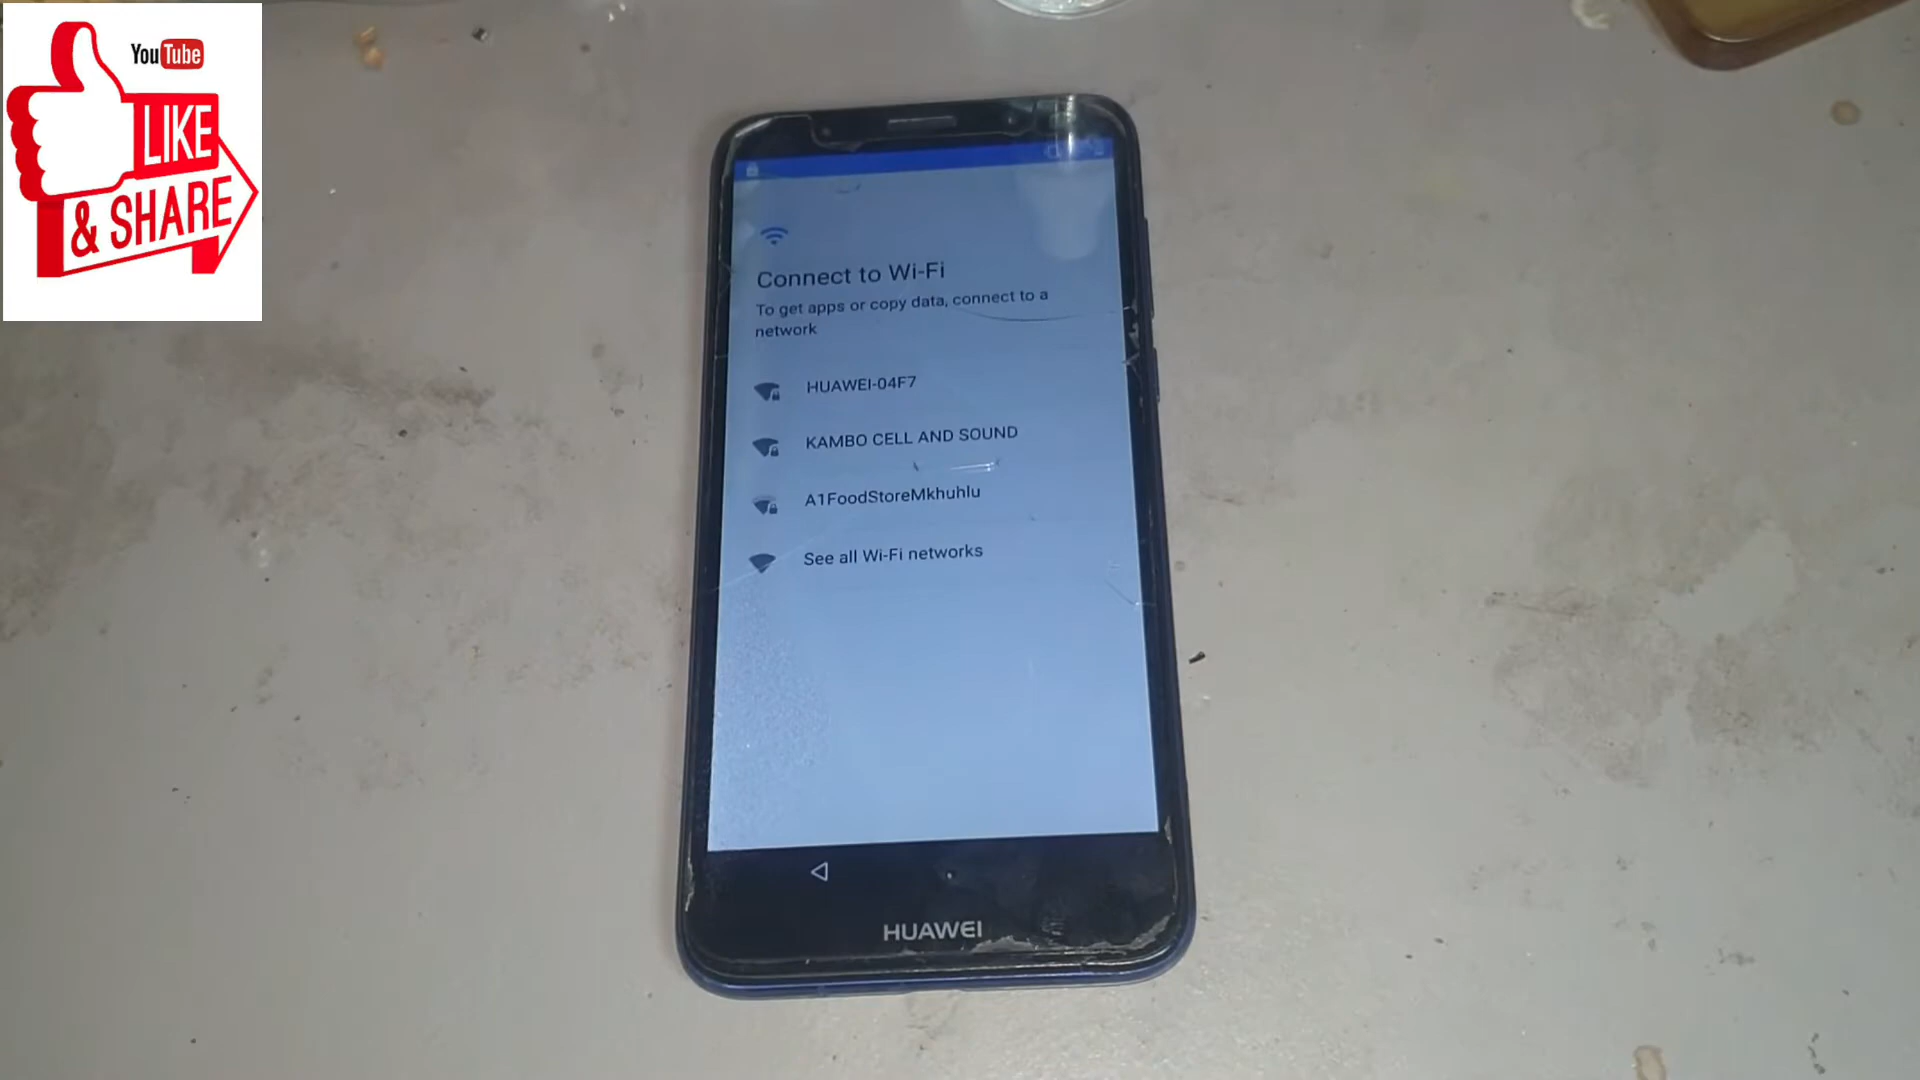 YouTube
LIKE
& SHARE
Connect to Wi-Fi
To get apps or copy data, connect to a
network
HUAWEI-04F7
KAMBO CELL AND SOUND
A1FoodStoreMkhuhlu
See all Wi-Fi networks
HUAWEI